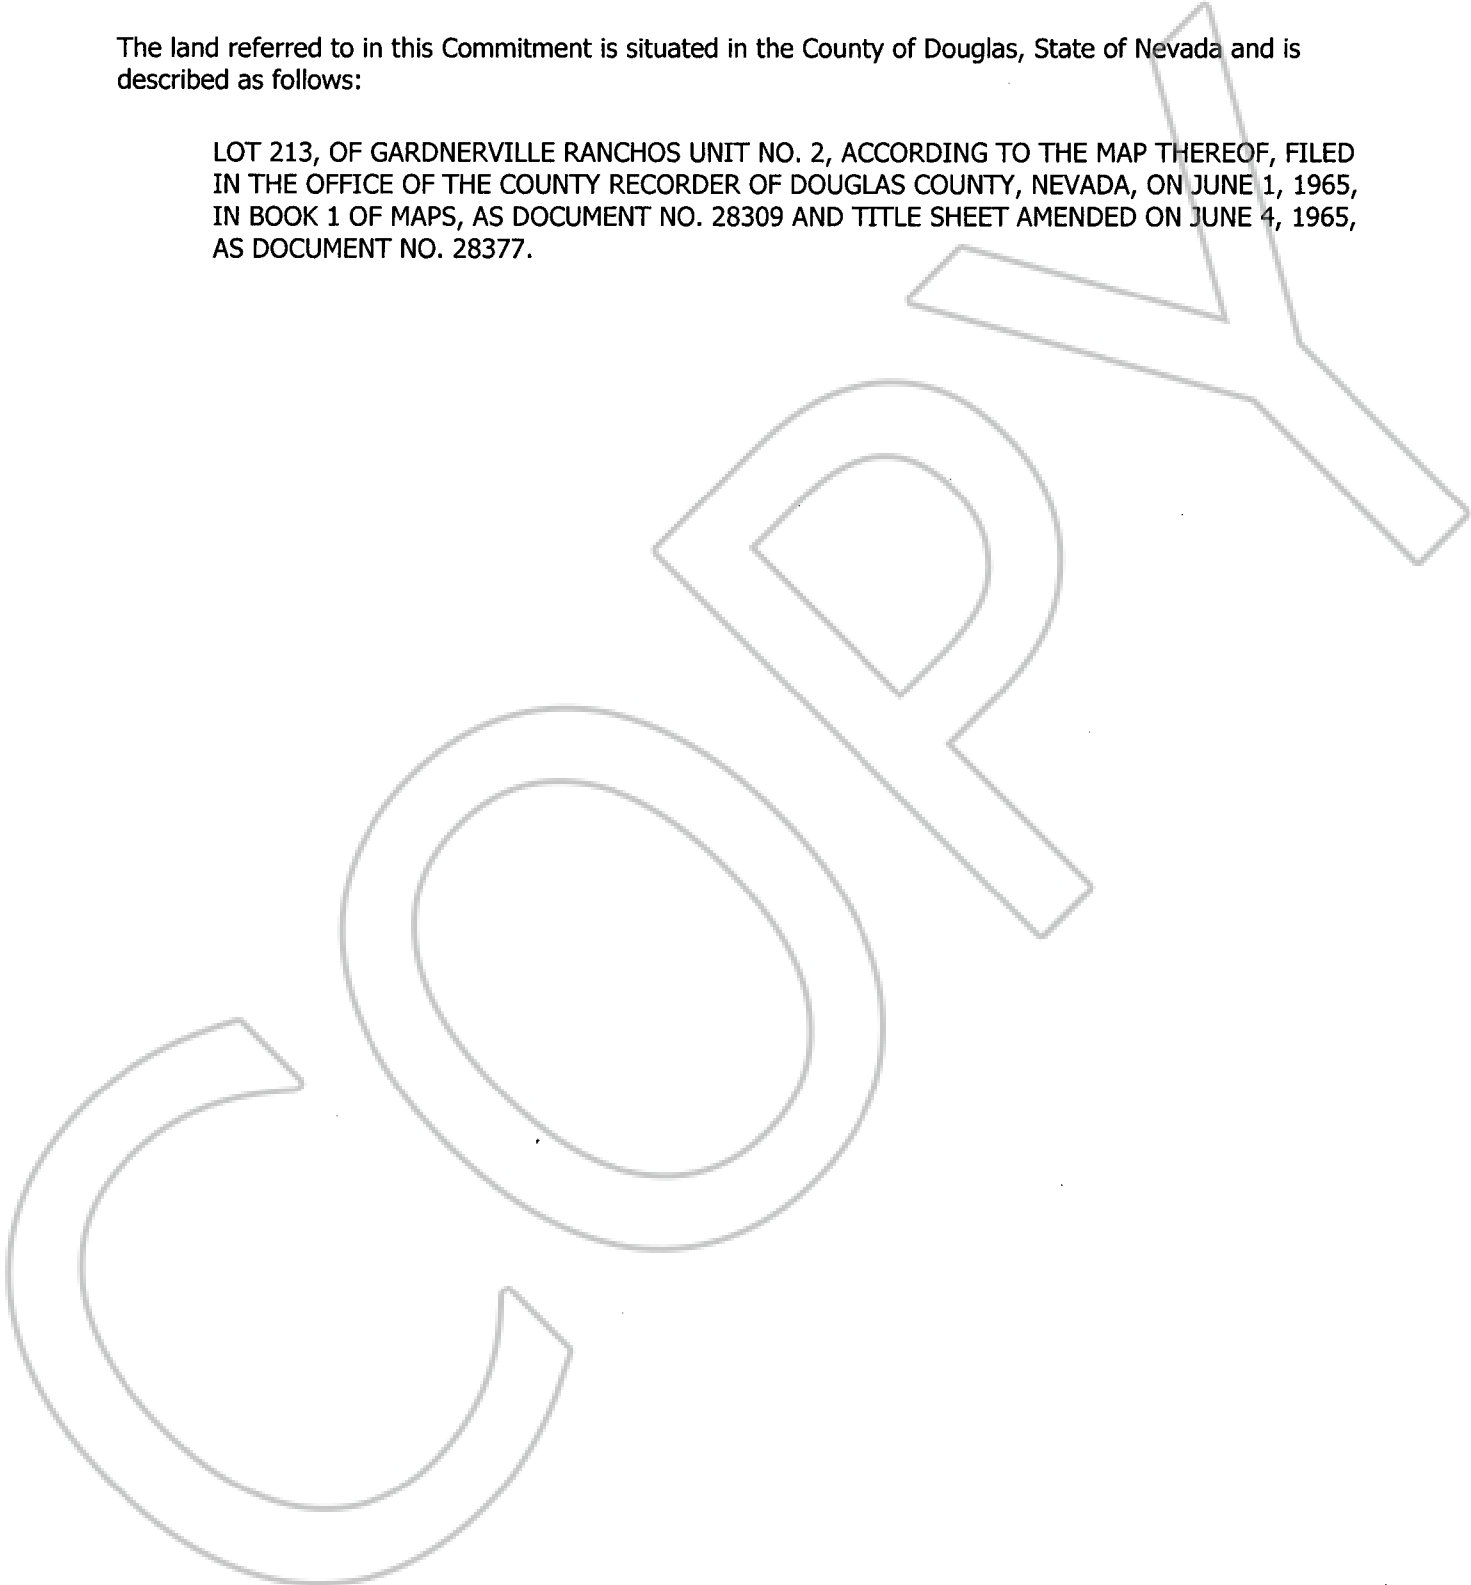 The land referred to in this Commitment is situated in the County of Douglas, State of Nevada and is
described as follows:
LOT 213, OF GARDNERVILLE RANCHOS UNIT NO. 2, ACCORDING TO THE MAP THEREOF, FILED
IN THE OFFICE OF THE COUNTY RECORDER OF DOUGLAS COUNTY, NEVADA, ON JUNE 1, 1965,
IN BOOK 1 OF MAPS, AS DOCUMENT NO. 28309 AND TITLE SHEET AMENDED ON JUNE 4, 1965,
AS DOCUMENT NO. 28377.
COPY